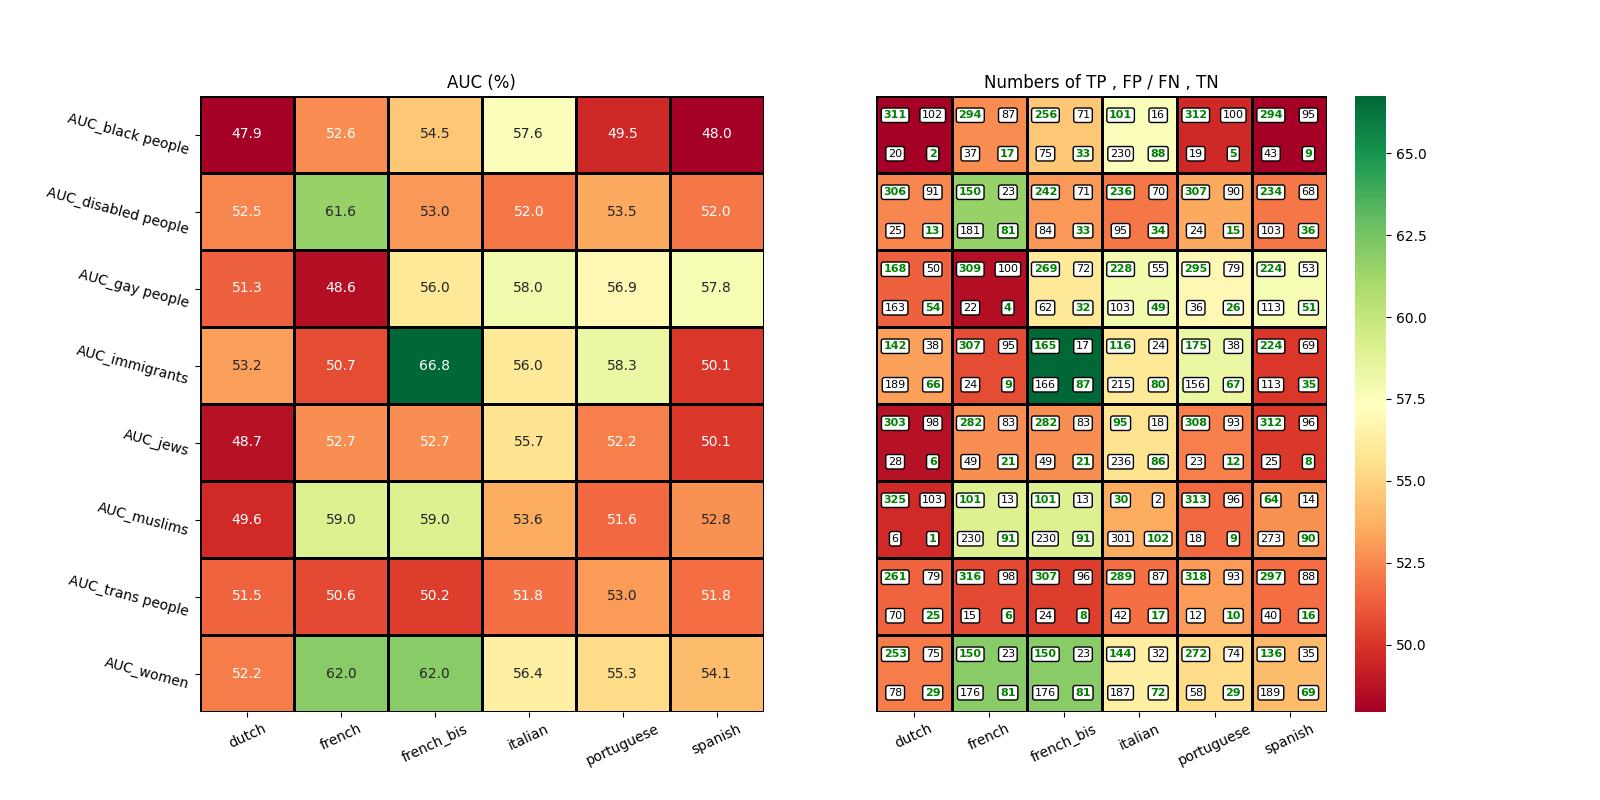 AUC (%)
Numbers of TP , FP / FN , TN
AUC_black people 47.9 52.6 54.5 57.6 49.5 48.0
311 102 294 87 256 71 101 16 312 100 294 95
20 2 37 17 75 33 230 88 19 5 43 9
AUC_disabled people 52.5 61.6 53.0 52.0 53.5 52.0
306 91 150 23 242 71 236 70 307 90 234 68
25 13 181 81 84 33 95 34 24 15 103 36
AUC_gay people 51.3 48.6 56.0 58.0 56.9 57.8
168 50 309 100 269 72 228 55 295 79 224 53
163 54 22 4 62 32 103 49 36 26 113 51
AUC_immigrants 53.2 50.7 66.8 56.0 58.3 50.1
142 38 307 95 165 17 116 24 175 38 224 69
189 66 24 9 166 87 215 80 156 67 113 35
AUC_jews 48.7 52.7 52.7 55.7 52.2 50.1
303 98 282 83 282 83 95 18 308 93 312 96
28 6 49 21 49 21 236 86 23 12 25 8
AUC_muslims 49.6 59.0 59.0 53.6 51.6 52.8
325 103 101 13 101 13 30 2 313 96 64 14
6 1 230 91 230 91 301 102 18 9 273 90
AUC_trans people 51.5 50.6 50.2 51.8 53.0 51.8
261 79 316 98 307 96 289 87 318 93 297 88
70 25 15 6 24 8 42 17 12 10 40 16
AUC_women 52.2 62.0 62.0 56.4 55.3 54.1
253 75 150 23 150 23 144 32 272 74 136 35
78 29 176 81 176 81 187 72 58 29 189 69
dutch french french_bis italian portuguese spanish
dutch french french_bis italian portuguese spanish
65.0
62.5
60.0
57.5
55.0
52.5
50.0